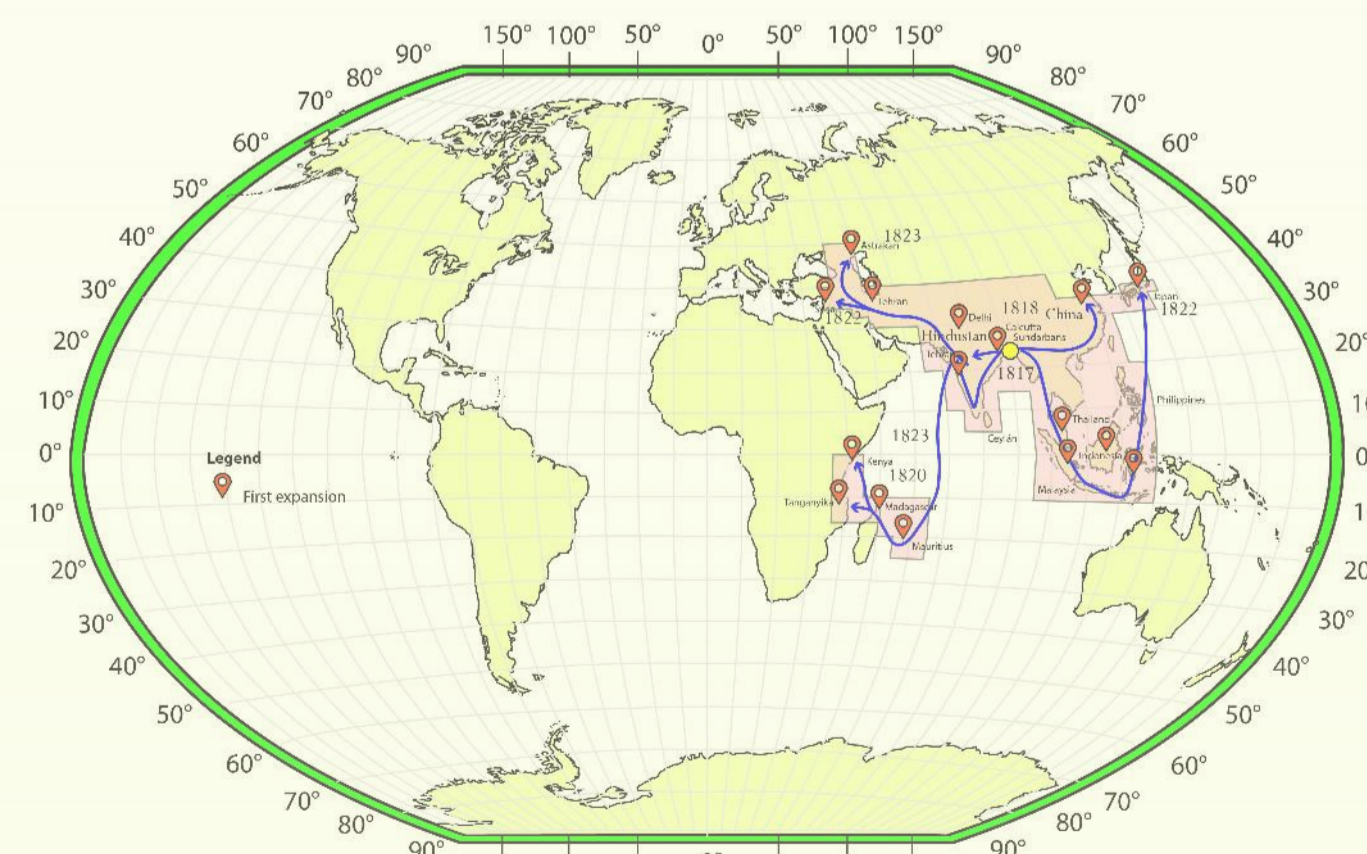 150° 100° 50° 0° 50° 100° 150°
90° 90°
80° 80°
70° 70°
60° 60°
50° 50°
40° 40°
30° 30°
20° 20°
10°
0°
10°
20°
30° 30°
40° 40°
50° 50°
60° 60°
70° 70°
80° 80°
90° 90°
Astrakan
1823
Tehran
1822
Delhi
1818
China
Japan
1822
Calcutta
Hindustan
Sundarbans
1817
Philippines
Thailand
Ceylán
Indonesia
Malaysia
1823
Kenya
1820
Tanganyika
Madagascar
Mauritius
Legend
First expansion